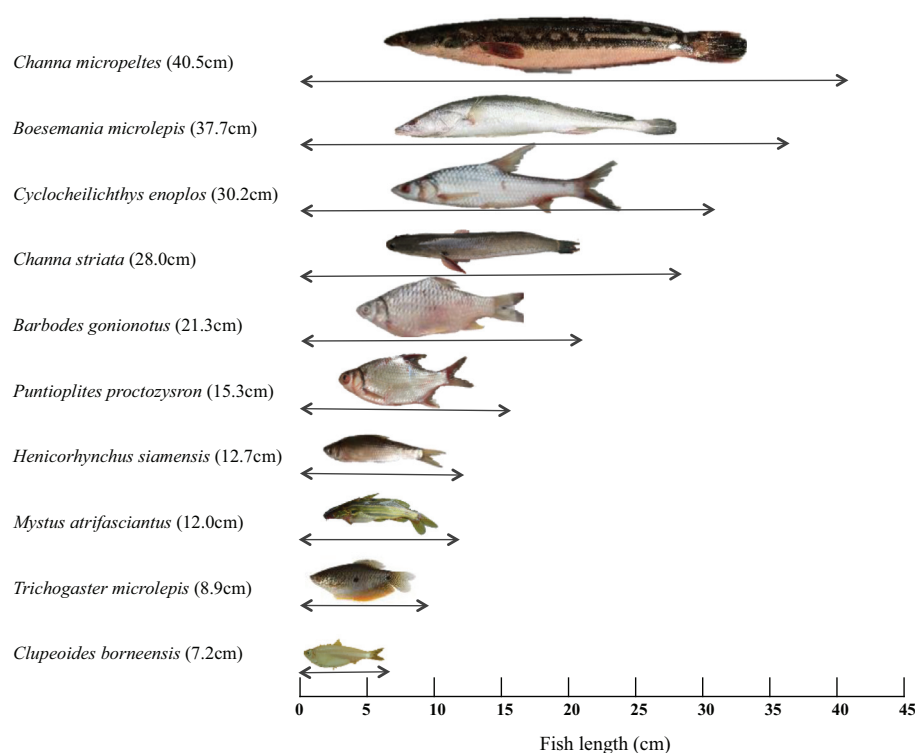 Channa micropeltes (40.5cm)
Boesemania microlepis (37.7cm)
Cyclocheilichthys enoplos (30.2cm)
Channa striata (28.0cm)
Barbodes gonionotus (21.3cm)
Puntioplites proctozysron (15.3cm)
Henicorhynchus siamensis (12.7cm)
Mystus atrifasciantus (12.0cm)
Trichogaster microlepis (8.9cm)
Clupeoides borneensis (7.2cm)
0 5 10 15 20 25 30 35 40 45
Fish length (cm)